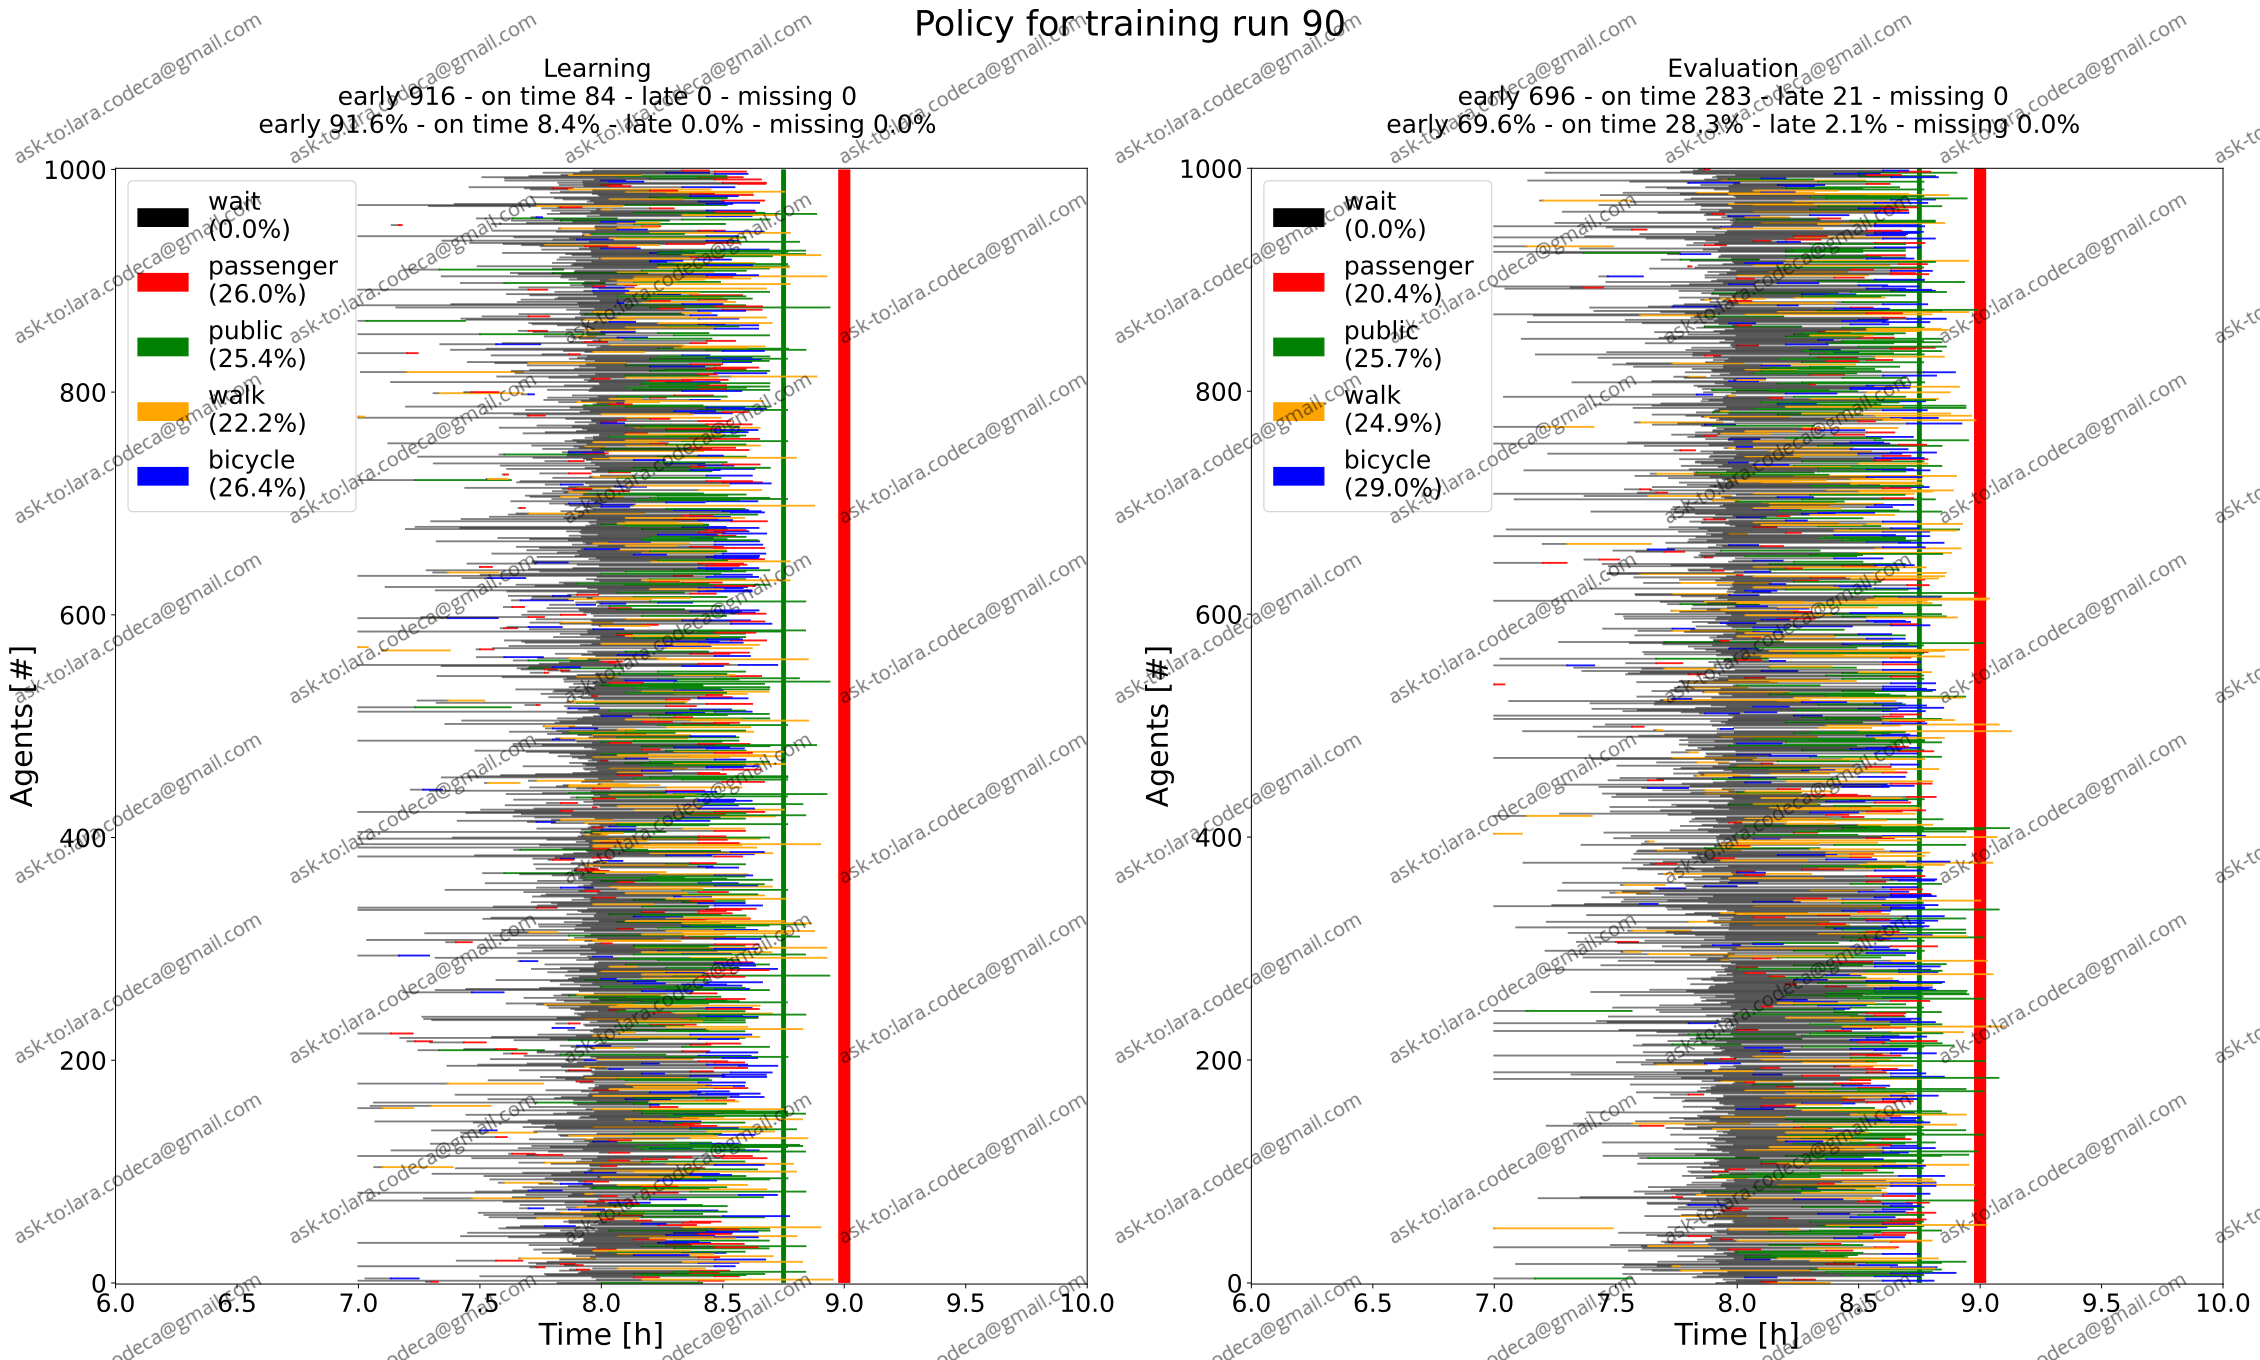 Policy for training run 90
Learning
early 916 - on time 84 - late 0 - missing 0
early 91.6% - on time 8.4% - late 0.0% - missing 0.0%
wait
(0.0%)
passenger
(26.0%)
public
(25.4%)
walk
(22.2%)
bicycle
(26.4%)
Agents [#]
1000
800
600
400
200
0
6.0 6.5 7.0 7.5 8.0 8.5 9.0 9.5 10.0
Time [h]
Evaluation
early 696 - on time 283 - late 21 - missing 0
early 69.6% - on time 28.3% - late 2.1% - missing 0.0%
wait
(0.0%)
passenger
(20.4%)
public
(25.7%)
walk
(24.9%)
bicycle
(29.0%)
Agents [#]
1000
800
600
400
200
0
6.0 6.5 7.0 7.5 8.0 8.5 9.0 9.5 10.0
Time [h]
ask-to:lara.codeca@gmail.com